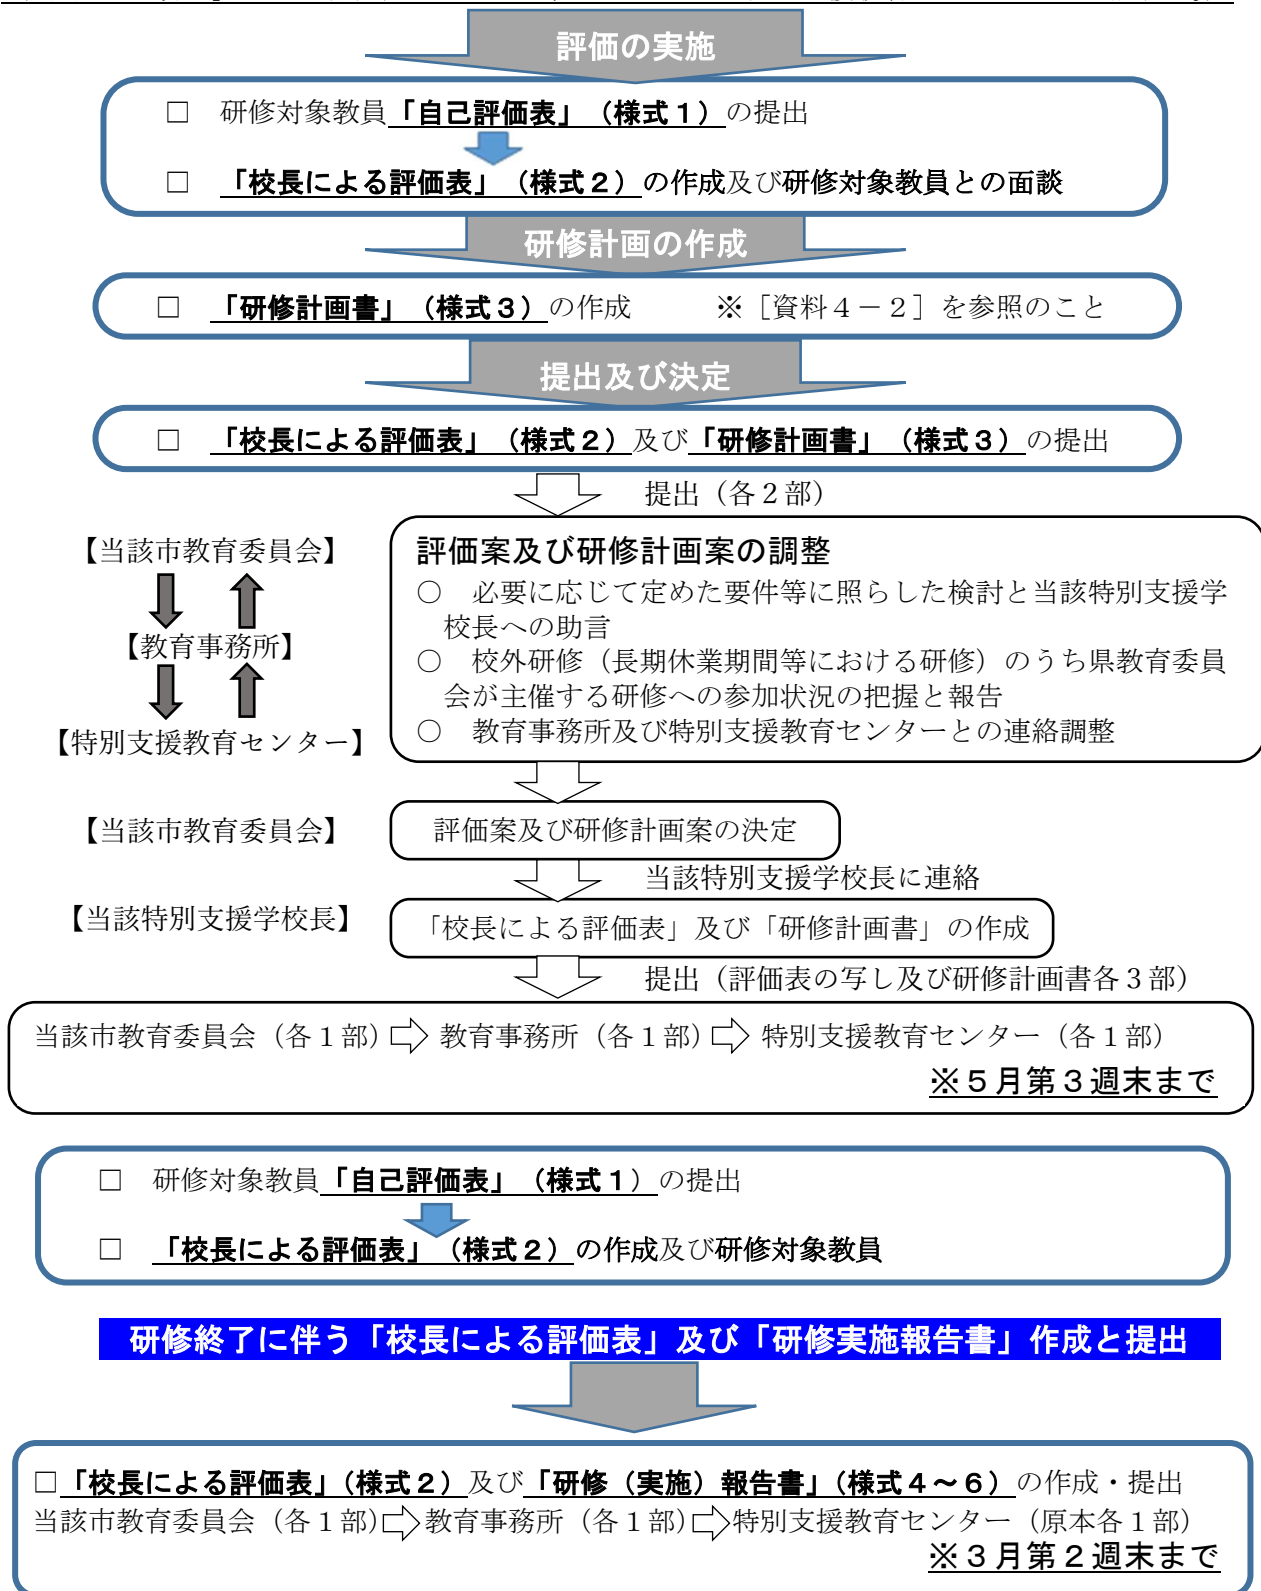 評価の実施
□ 研修対象教員「自己評価表」（様式１）の提出
□ 「校長による評価表」（様式２）の作成及び研修対象教員との面談
研修計画の作成
□ 「研修計画書」（様式３）の作成 ※［資料４－２］を参照のこと
提出及び決定
□ 「校長による評価表」（様式２）及び「研修計画書」（様式３）の提出
提出（各２部）
【当該市教育委員会】
【教育事務所】
【特別支援教育センター】
評価案及び研修計画案の調整
○ 必要に応じて定めた要件等に照らした検討と当該特別支援学
校長への助言
○ 校外研修（長期休業期間等における研修）のうち県教育委員
会が主催する研修への参加状況の把握と報告
○ 教育事務所及び特別支援教育センターとの連絡調整
【当該市教育委員会】 評価案及び研修計画案の決定
当該特別支援学校長に連絡
【当該特別支援学校長】 「校長による評価表」及び「研修計画書」の作成
提出（評価表の写し及び研修計画書各３部）
当該市教育委員会（各１部）⇨ 教育事務所（各１部）⇨ 特別支援教育センター（各１部）
※５月第３週末まで
□ 研修対象教員「自己評価表」（様式１）の提出
□ 「校長による評価表」（様式２）の作成及び研修対象教員
研修終了に伴う「校長による評価表」及び「研修実施報告書」作成と提出
□「校長による評価表」（様式２）及び「研修（実施）報告書」（様式４～６）の作成・提出
当該市教育委員会（各１部）⇨教育事務所（各１部）⇨特別支援教育センター（原本各１部）
※３月第２週末まで